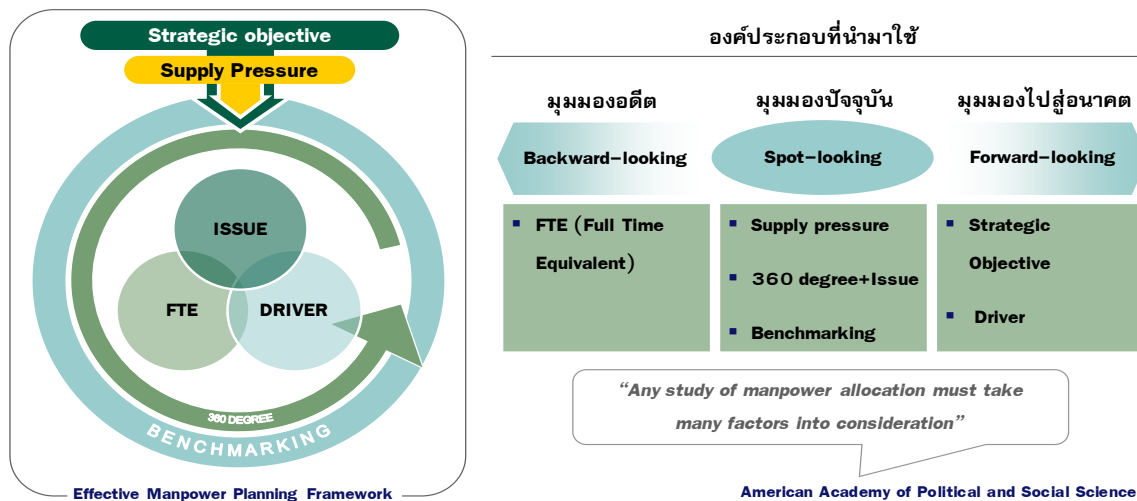 Strategic objective
Supply Pressure
ISSUE
FTE
DRIVER
360 DEGREE
BENCHMARKING
Effective Manpower Planning Framework
องค์ประกอบที่นำมาใช้
มุมมองอดีต
มุมมองปัจจุบัน
มุมมองไปสู่อนาคต
Backward-looking
Spot-looking
Forward-looking
▪ FTE (Full Time
Equivalent)
▪ Supply pressure
▪ 360 degree+Issue
▪ Benchmarking
▪ Strategic
Objective
▪ Driver
“Any study of manpower allocation must take
many factors into consideration”
American Academy of Political and Social Science